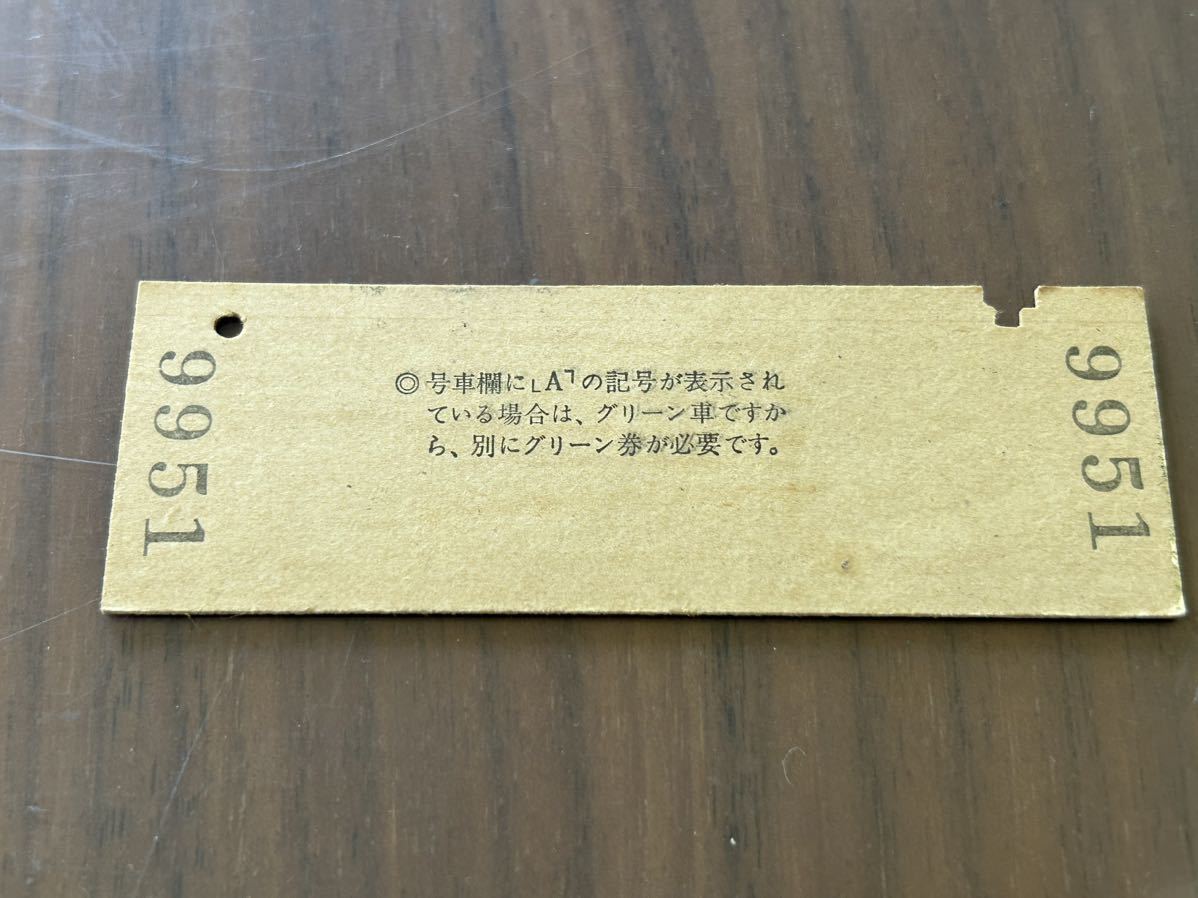 9951
◎号車欄に「A」の記号が表示され
ている場合は、グリーン車ですか
ら、別にグリーン券が必要です。
9951